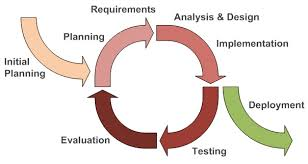 Requirements
Analysis & Design
Planning
Implementation
Initial
Planning
Deployment
Evaluation
Testing